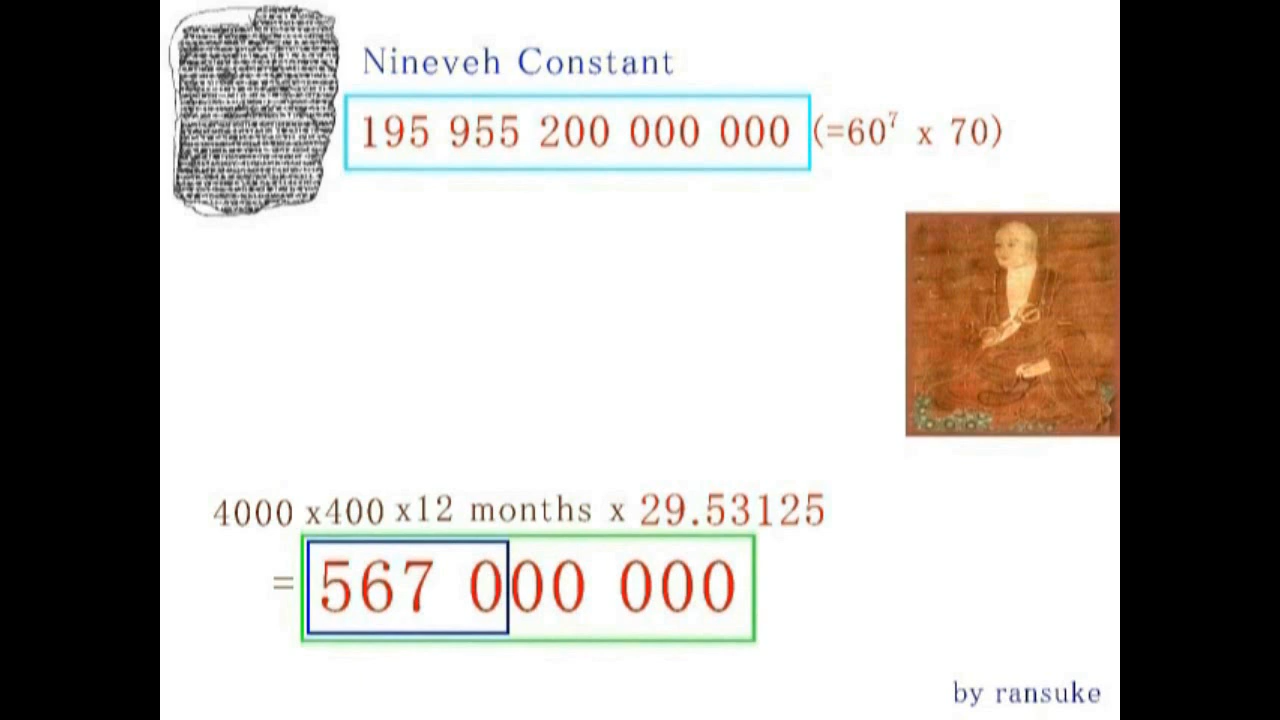 Nineveh Constant
195 955 200 000 000 (=60⁷ x 70)
4000 x400 x12 months x 29.53125
= 567 000 000
by ransuke